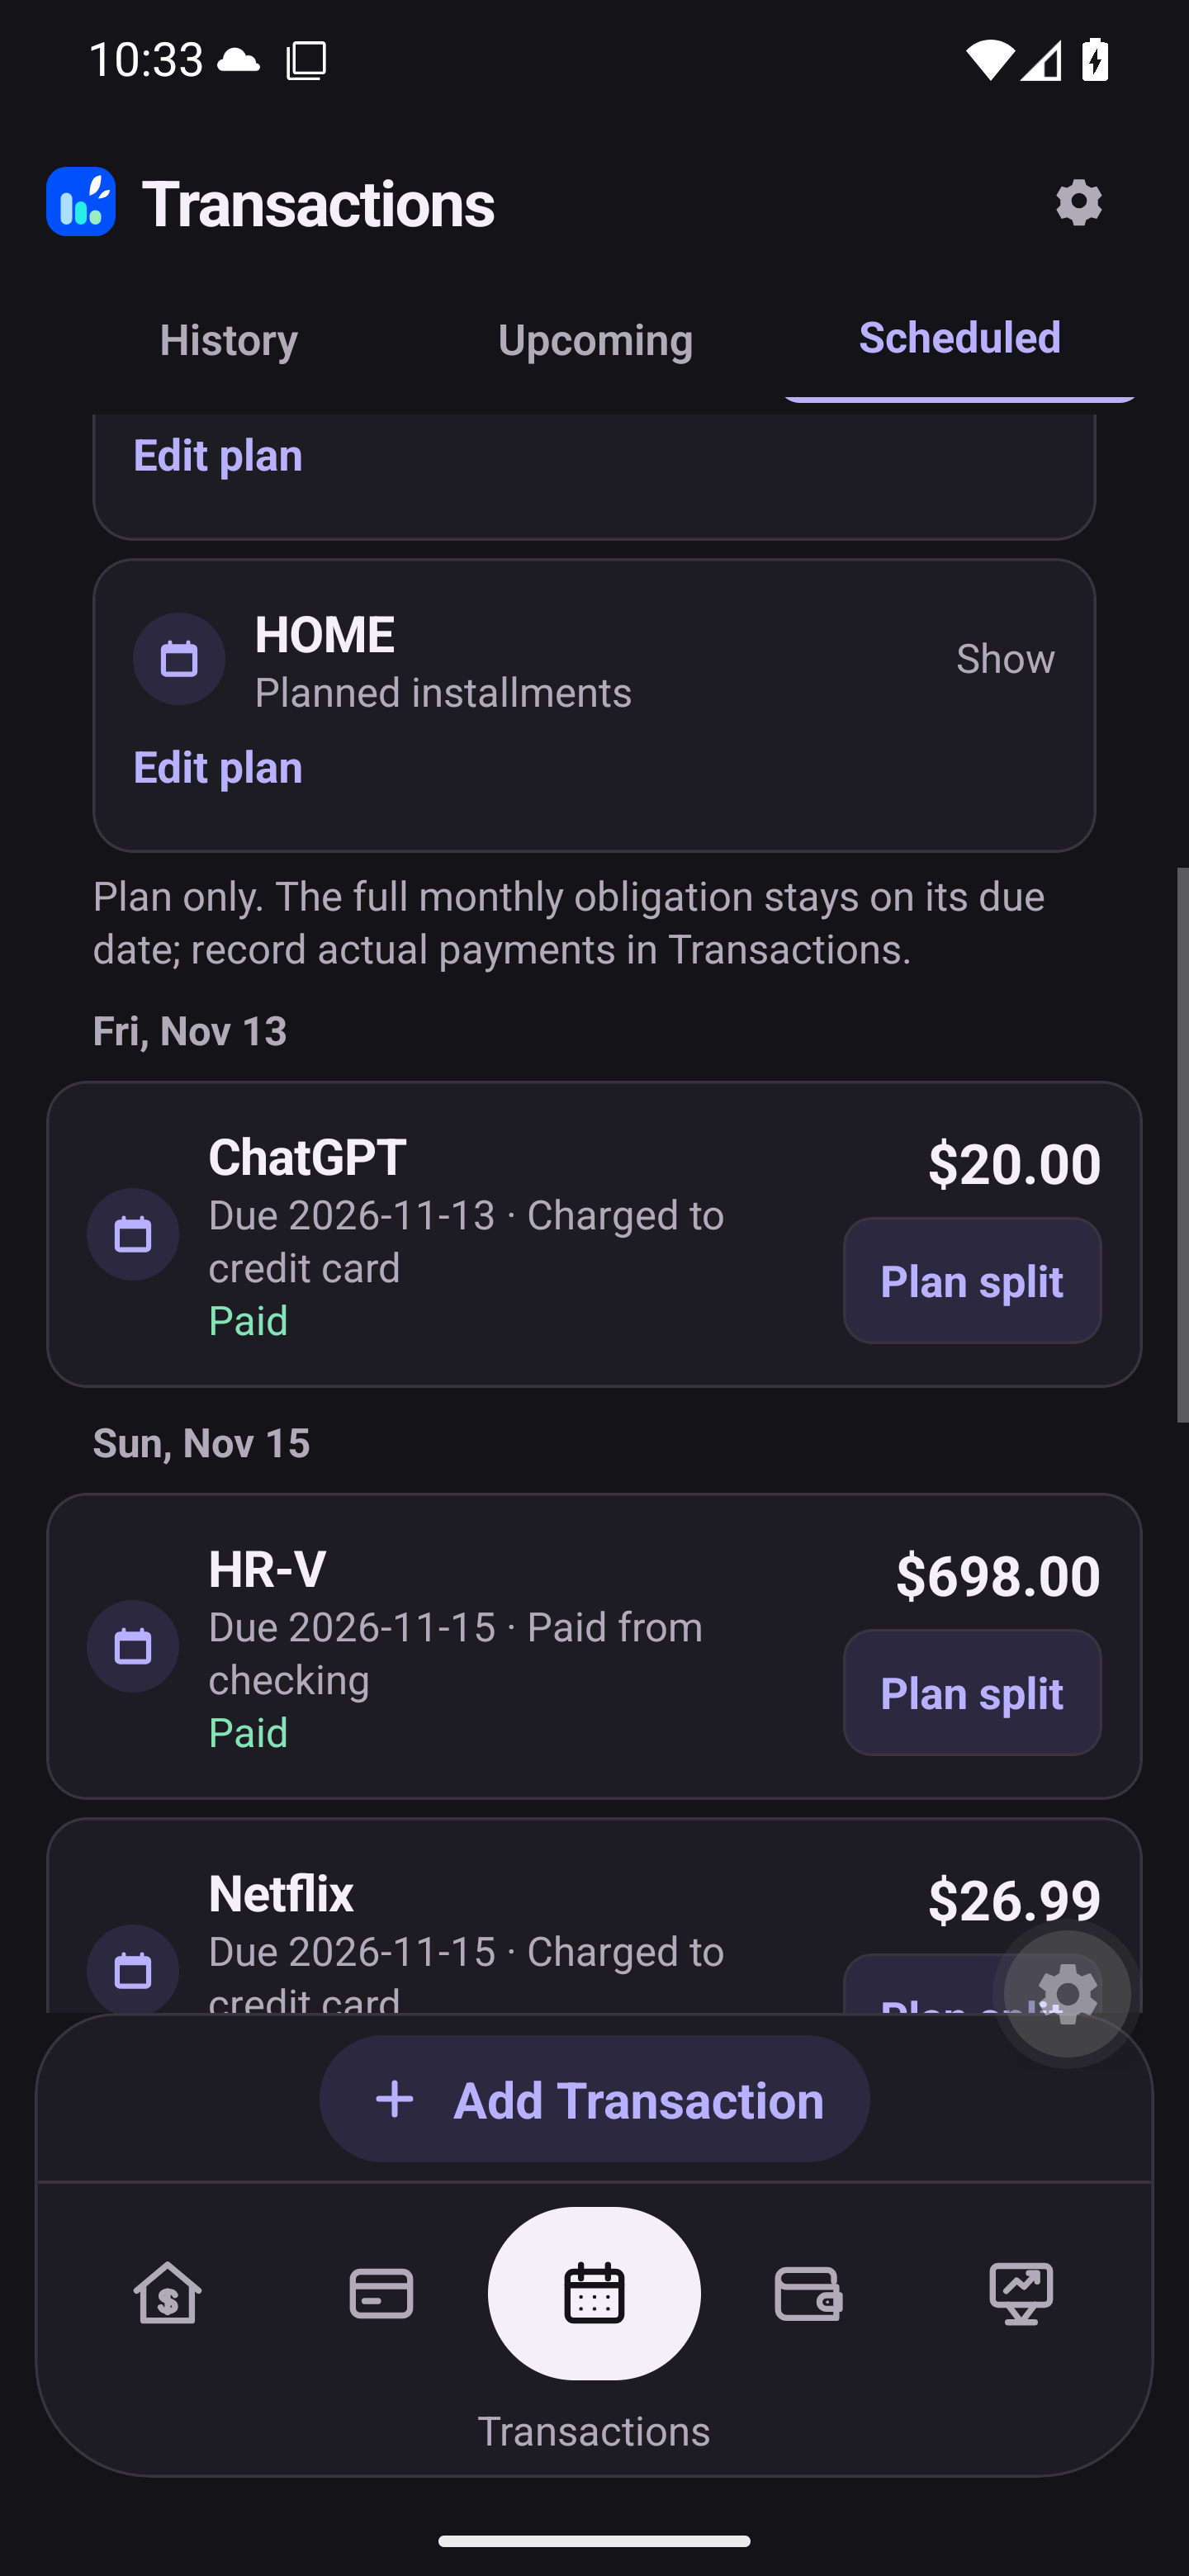 10:33
Transactions
History
Upcoming
Scheduled
Edit plan
HOME
Planned installments
Show
Edit plan
Plan only. The full monthly obligation stays on its due
date; record actual payments in Transactions.
Fri, Nov 13
ChatGPT
$20.00
Due 2026-11-13 · Charged to
credit card
Paid
Plan split
Sun, Nov 15
HR-V
$698.00
Due 2026-11-15 · Paid from
checking
Paid
Plan split
Netflix
$26.99
Due 2026-11-15 · Charged to
credit card
Plan split
+ Add Transaction
Transactions